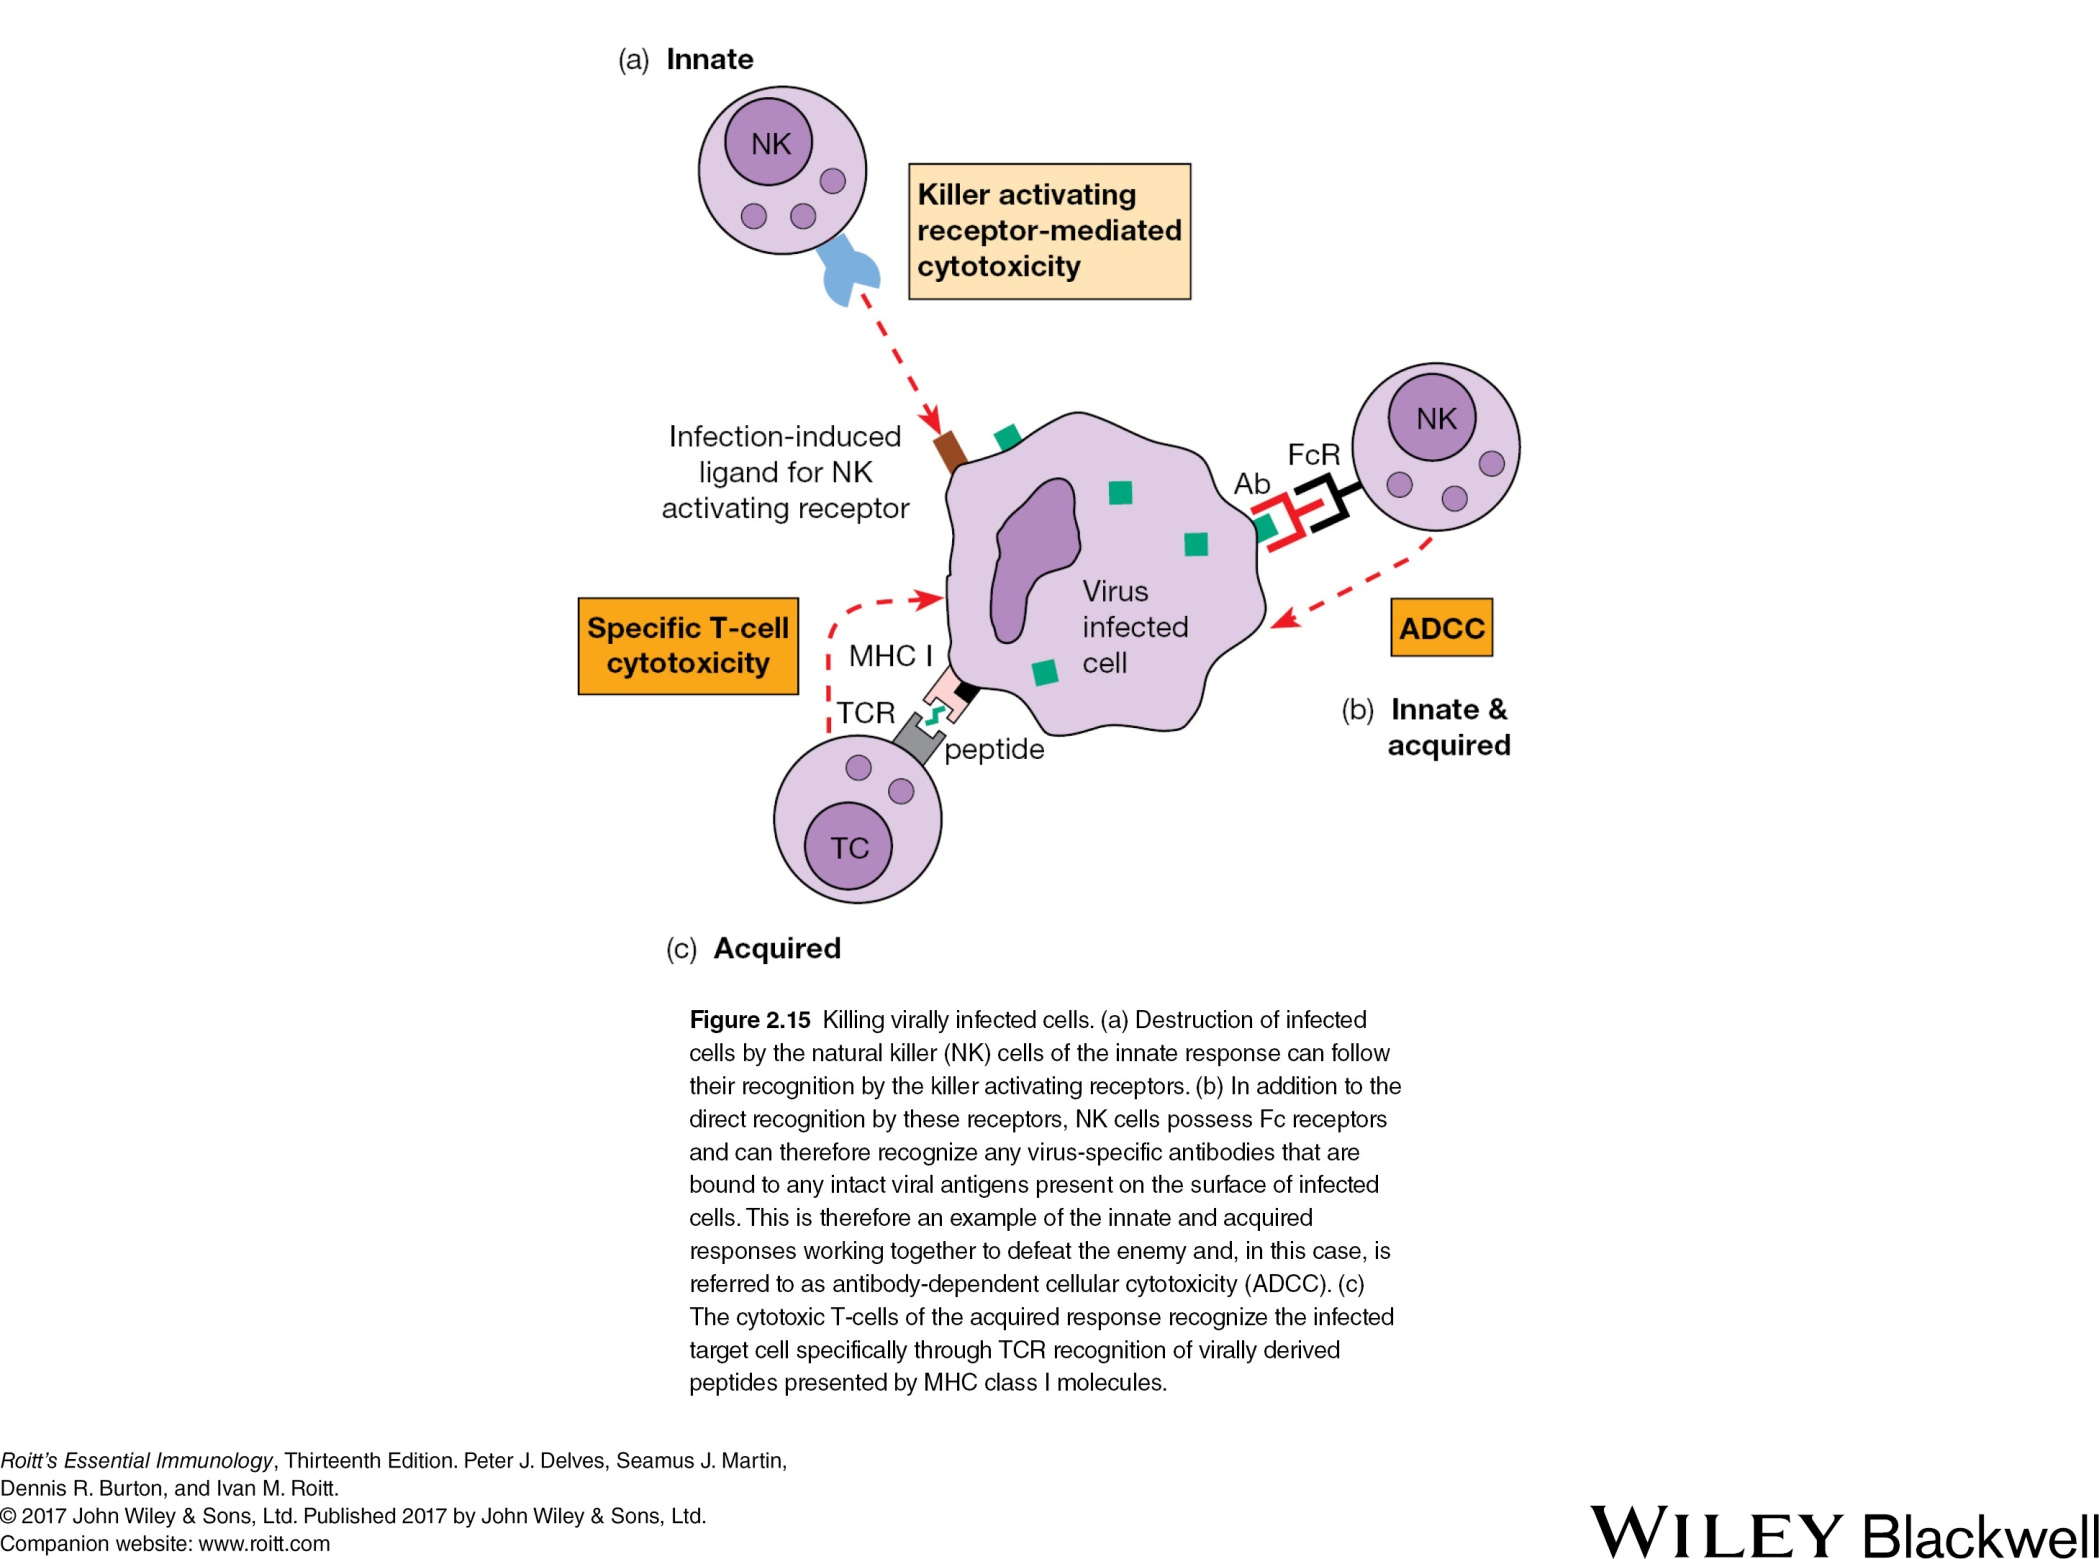 (a) Innate
NK
Killer activating
receptor-mediated
cytotoxicity
Infection-induced
ligand for NK
activating receptor
NK
FcR
Ab
Virus
infected
cell
Specific T-cell
cytotoxicity
ADCC
MHC I
TCR
peptide
(b) Innate &
acquired
TC
(c) Acquired
Figure 2.15 Killing virally infected cells. (a) Destruction of infected
cells by the natural killer (NK) cells of the innate response can follow
their recognition by the killer activating receptors. (b) In addition to the
direct recognition by these receptors, NK cells possess Fc receptors
and can therefore recognize any virus-specific antibodies that are
bound to any intact viral antigens present on the surface of infected
cells. This is therefore an example of the innate and acquired
responses working together to defeat the enemy and, in this case, is
referred to as antibody-dependent cellular cytotoxicity (ADCC). (c)
The cytotoxic T-cells of the acquired response recognize the infected
target cell specifically through TCR recognition of virally derived
peptides presented by MHC class I molecules.
Roitt's Essential Immunology, Thirteenth Edition. Peter J. Delves, Seamus J. Martin,
Dennis R. Burton, and Ivan M. Roitt.
© 2017 John Wiley & Sons, Ltd. Published 2017 by John Wiley & Sons, Ltd.
Companion website: www.roitt.com
WILEY Blackwell